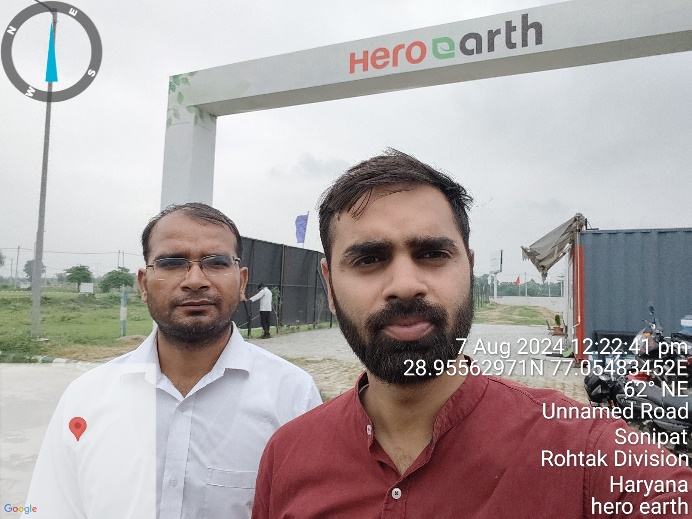 N
E
S
W
Hero earth
7 Aug 2024 12:22:41 pm
28.95562971N 77.05483452E
62° NE
Unnamed Road
Sonipat
Rohtak Division
Haryana
hero earth
Google